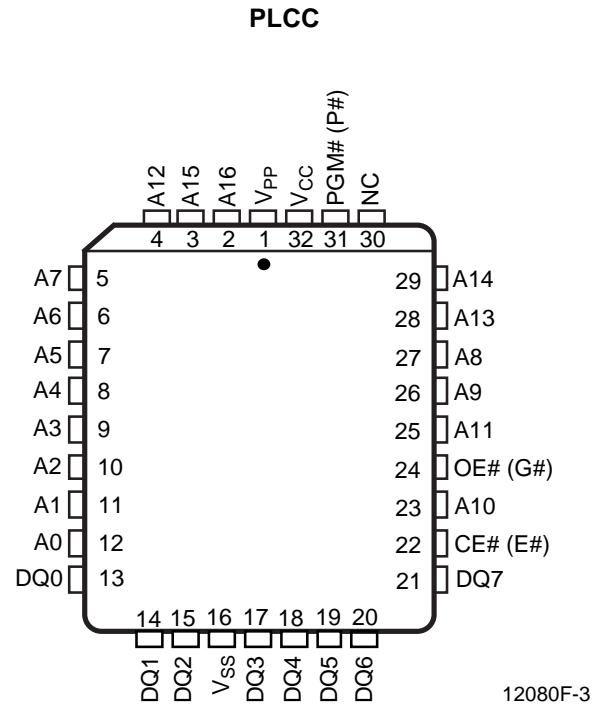 PLCC
A12 A15 A16 VPP VCC PGM# (P#) NC
4 3 2 1 32 31 30
A7 5 29 A14
A6 6 28 A13
A5 7 27 A8
A4 8 26 A9
A3 9 25 A11
A2 10 24 OE# (G#)
A1 11 23 A10
A0 12 22 CE# (E#)
DQ0 13 21 DQ7
14 15 16 17 18 19 20
DQ1 DQ2 VSS DQ3 DQ4 DQ5 DQ6
12080F-3